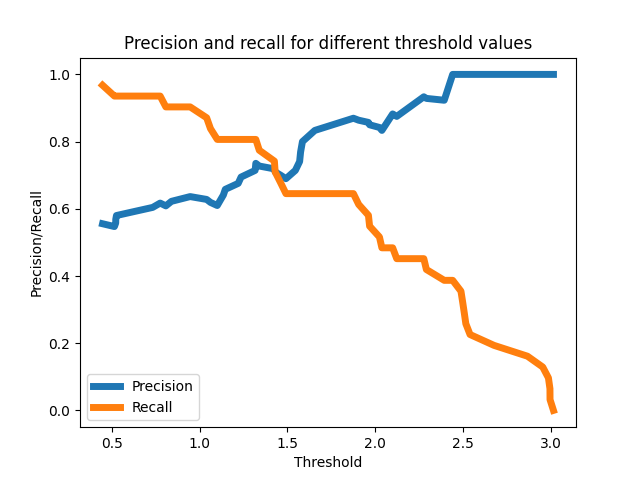 Precision and recall for different threshold values
Precision/Recall
1.0
0.8
0.6
0.4
0.2
0.0
Precision
Recall
0.5 1.0 1.5 2.0 2.5 3.0
Threshold